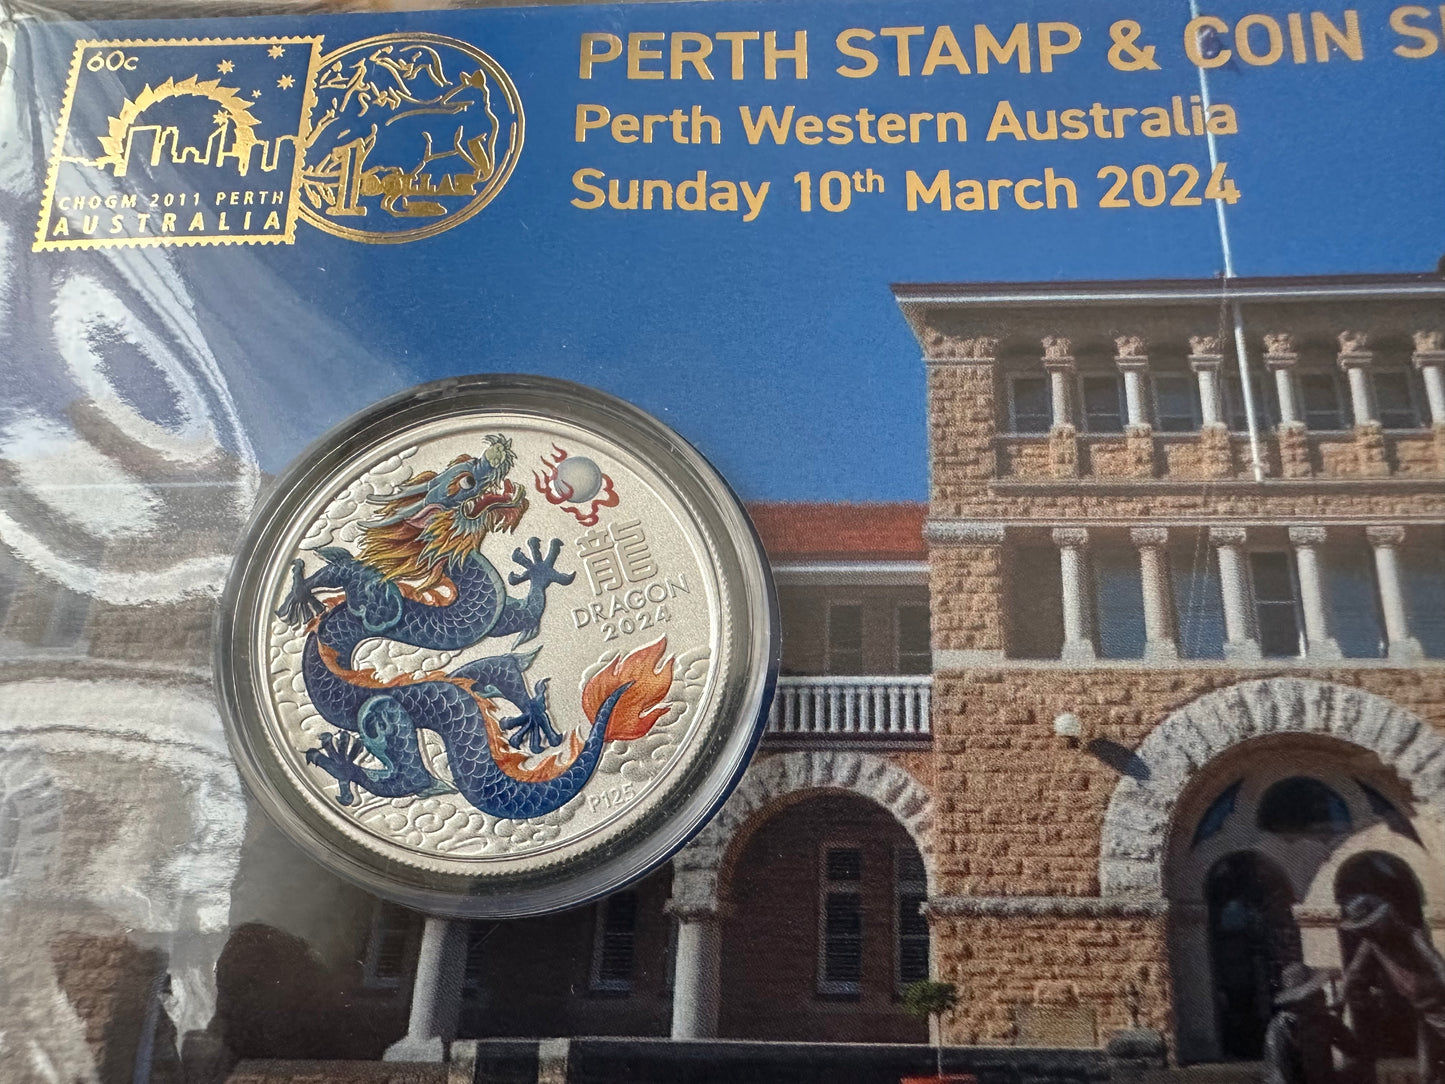 60c
CHOGM 2011 PERTH
AUSTRALIA
1 DOLLAR
PERTH STAMP & COIN
Perth Western Australia
Sunday 10th March 2024
龍
DRAGON
2024
P125